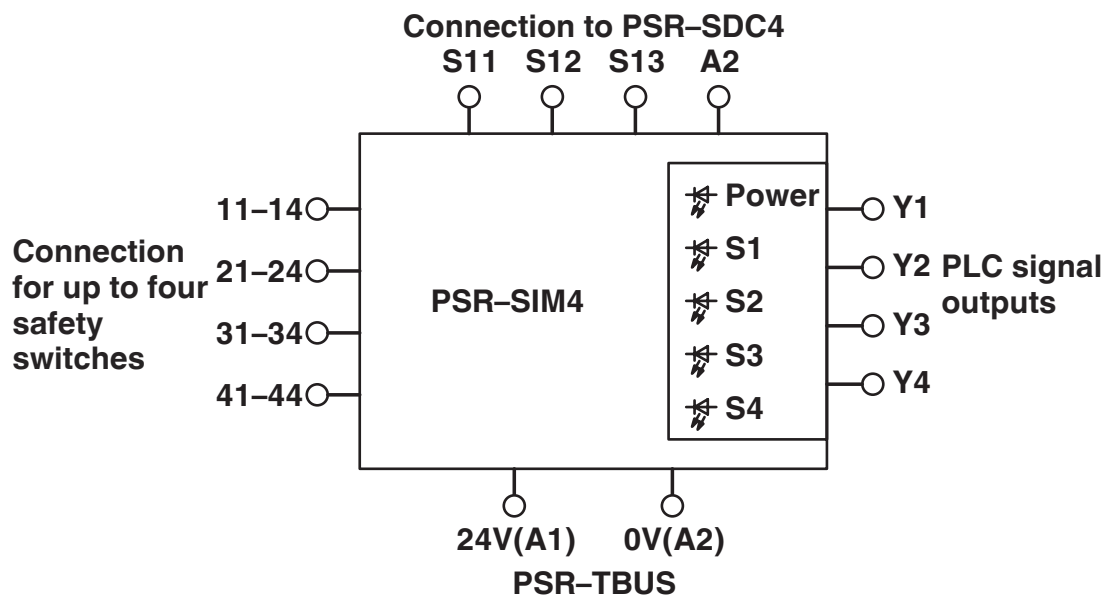 Connection to PSR–SDC4
S11 S12 S13 A2
11–14
21–24
31–34
41–44
Connection
for up to four
safety
switches
PSR–SIM4
Power
S1
S2
S3
S4
Y1
Y2
Y3
Y4
PLC signal
outputs
24V(A1) 0V(A2)
PSR–TBUS